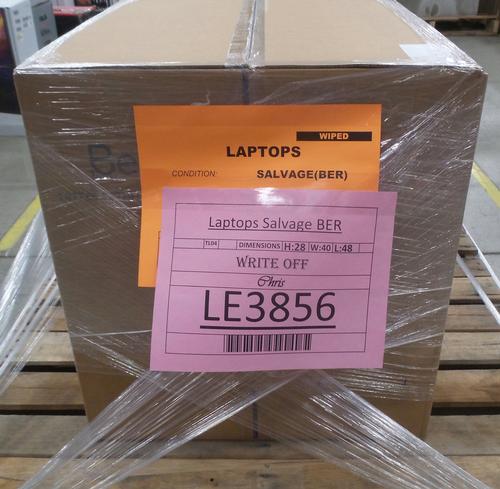 WIPED
LAPTOPS
CONDITION: SALVAGE(BER)
Laptops Salvage BER
TL04 DIMENSIONS H:28 W:40 L:48
WRITE OFF
Chris
LE3856